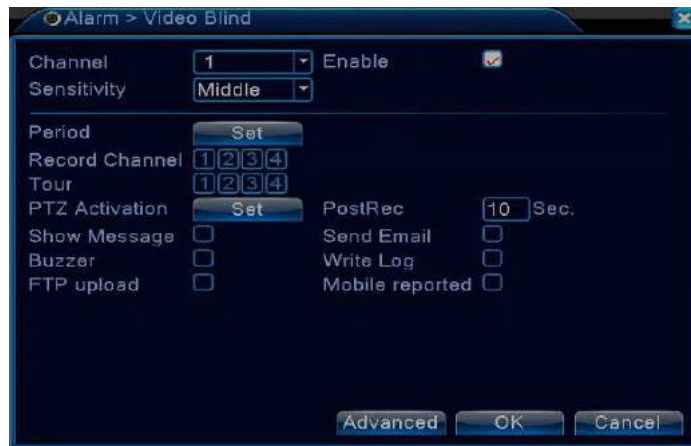 Alarm > Video Blind
Channel 1 Enable
Sensitivity Middle
Period Set
Record Channel 1 2 3 4
Tour 1 2 3 4
PTZ Activation Set PostRec 10 Sec.
Show Message Send Email
Buzzer Write Log
FTP upload Mobile reported
Advanced OK Cancel